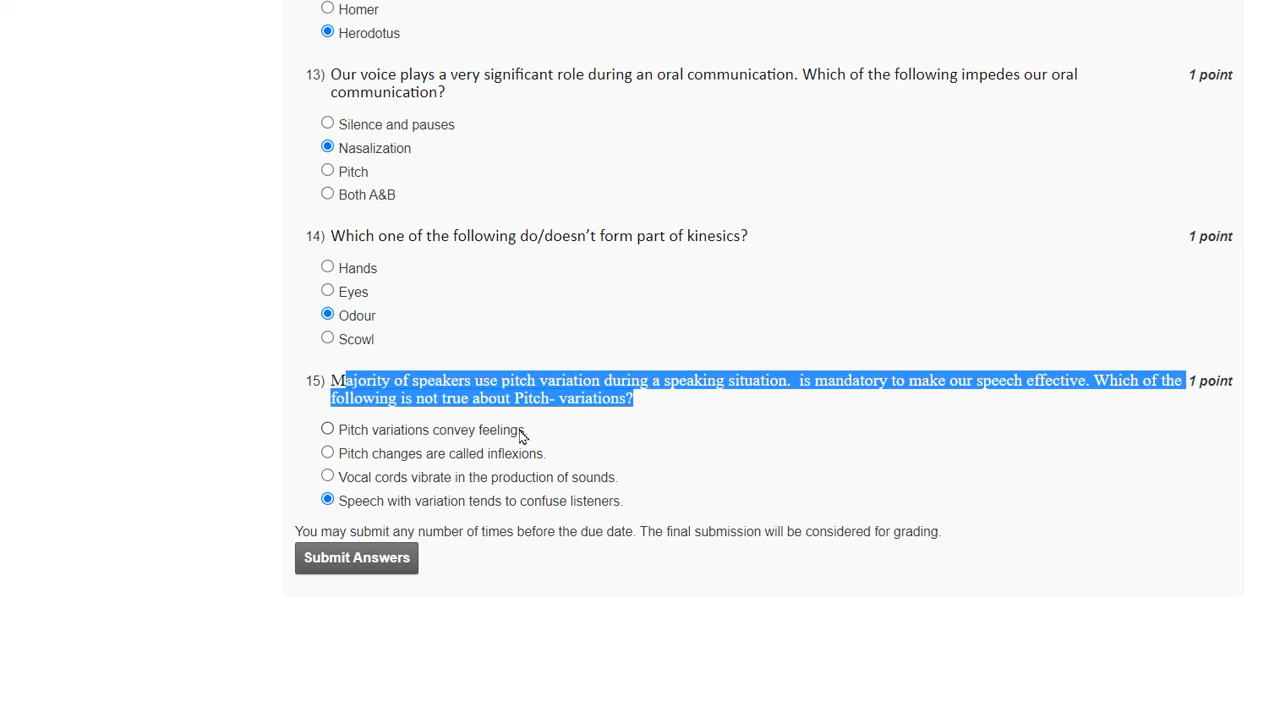 Homer
Herodotus
13) Our voice plays a very significant role during an oral communication. Which of the following impedes our oral 1 point
communication?
Silence and pauses
Nasalization
Pitch
Both A&B
14) Which one of the following do/doesn’t form part of kinesics? 1 point
Hands
Eyes
Odour
Scowl
15) Majority of speakers use pitch variation during a speaking situation.  is mandatory to make our speech effective. Which of the 1 point
following is not true about Pitch- variations?
Pitch variations convey feelings.
Pitch changes are called inflexions.
Vocal cords vibrate in the production of sounds.
Speech with variation tends to confuse listeners.
You may submit any number of times before the due date. The final submission will be considered for grading.
Submit Answers